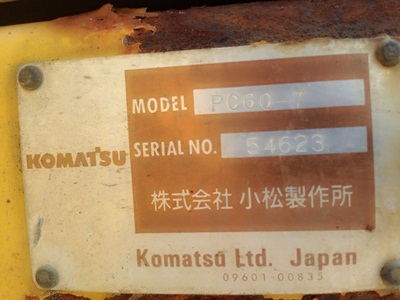 MODEL PC60-7
KOMATSU
SERIAL NO. 54623
株式会社 小松製作所
Komatsu Ltd. Japan
09601-00835